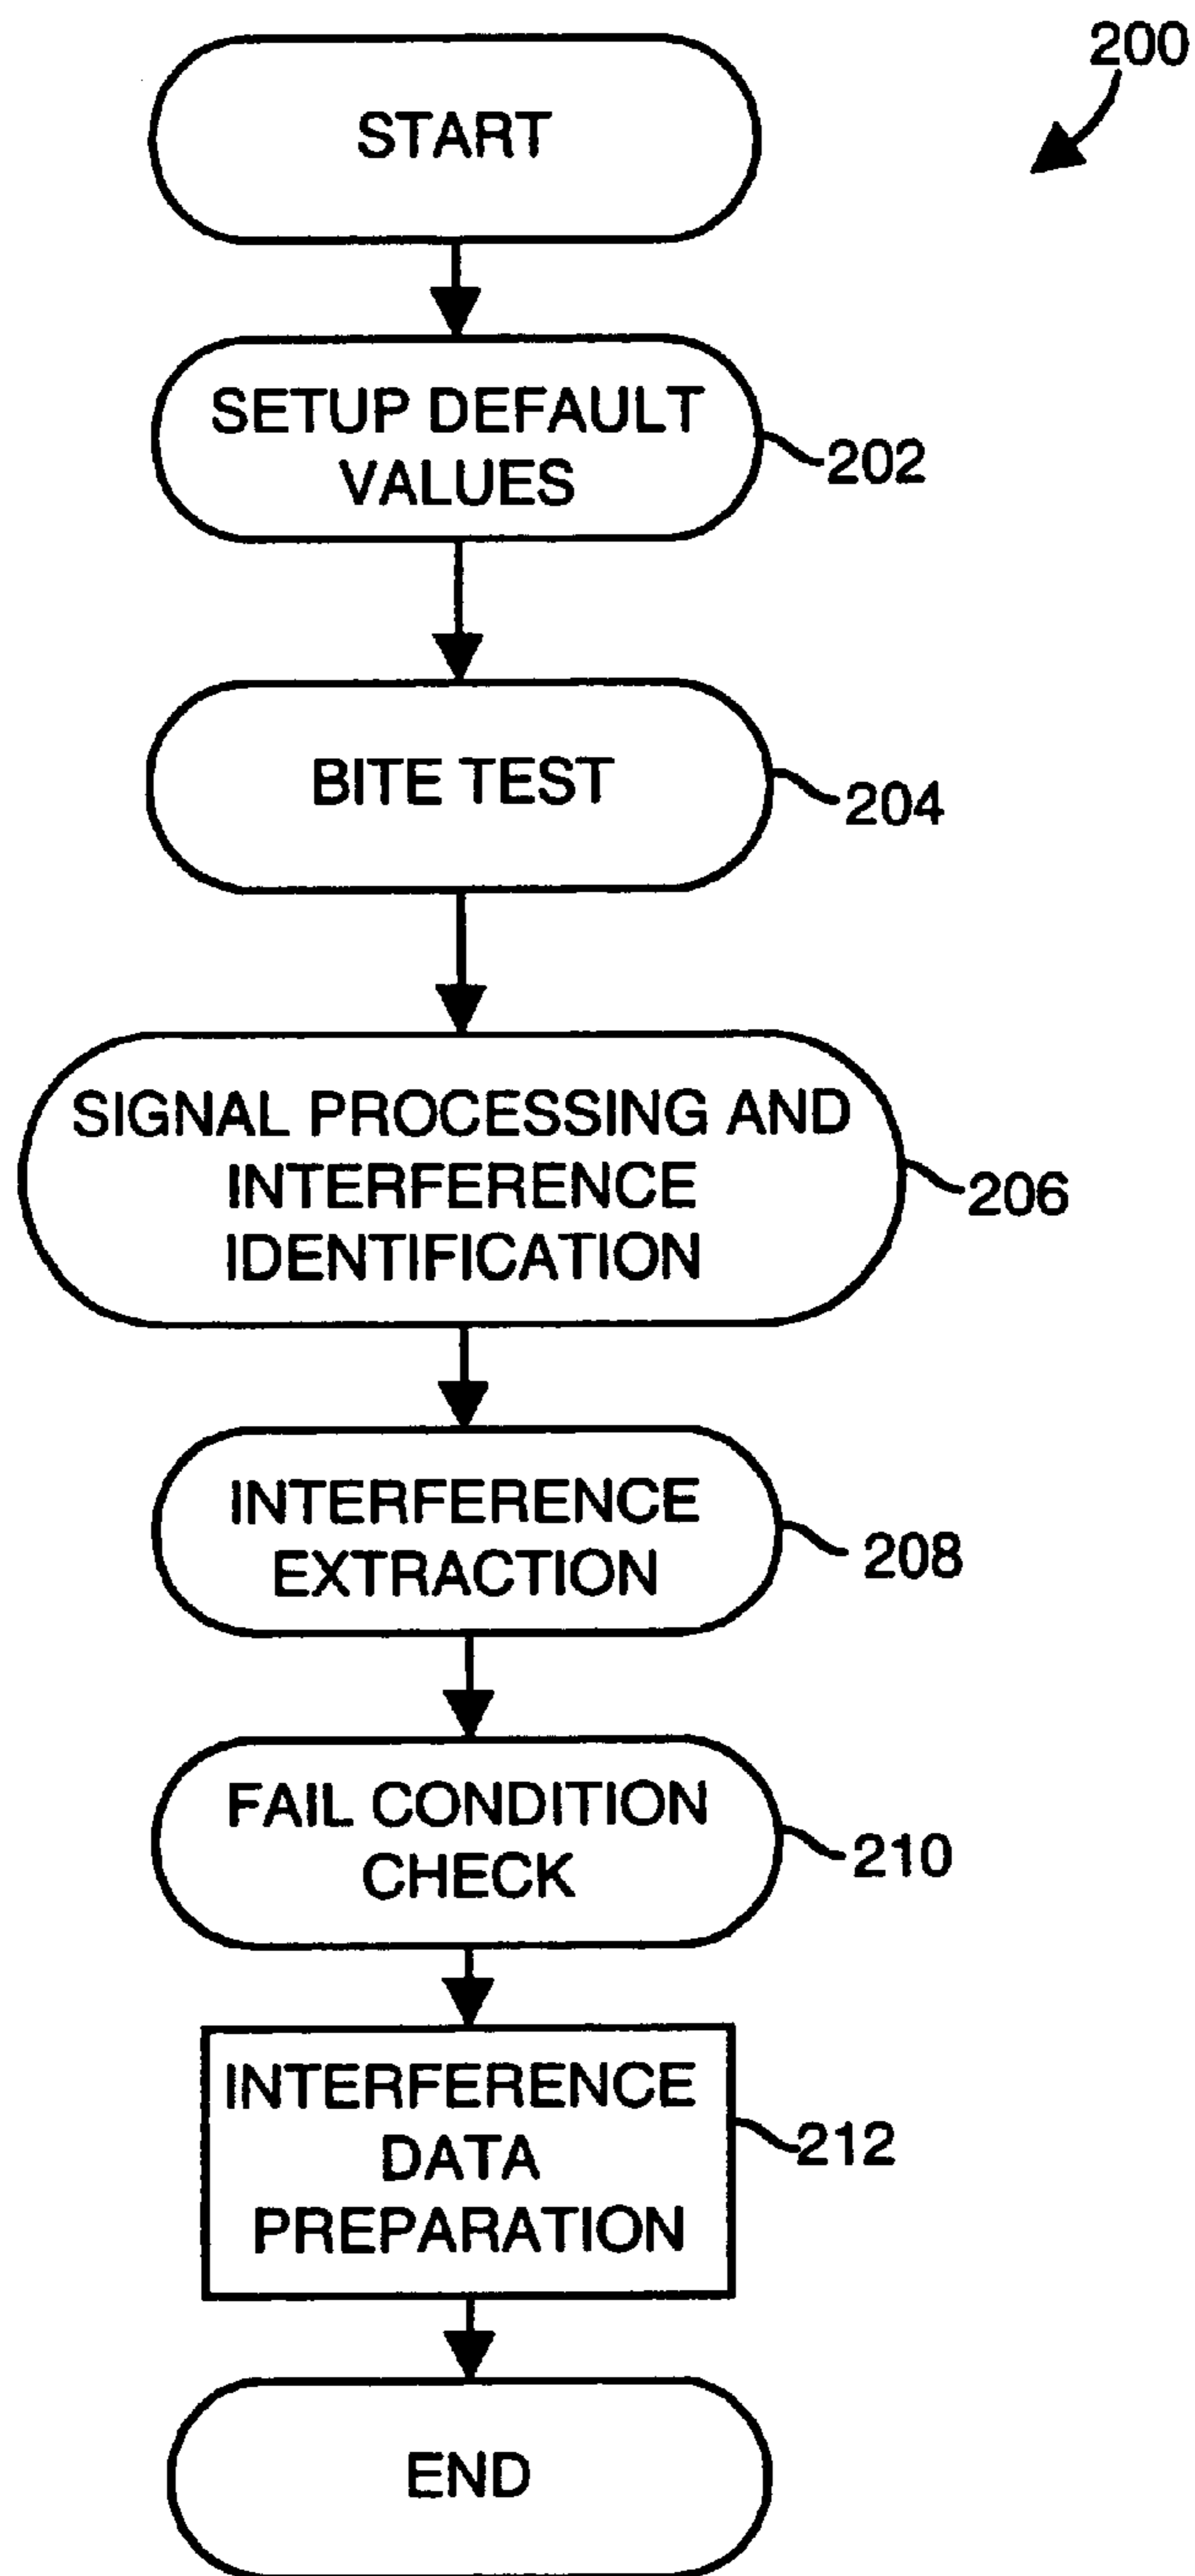 200
START
SETUP DEFAULT
VALUES
202
BITE TEST
204
SIGNAL PROCESSING AND
INTERFERENCE
IDENTIFICATION
206
INTERFERENCE
EXTRACTION
208
FAIL CONDITION
CHECK
210
INTERFERENCE
DATA
PREPARATION
212
END